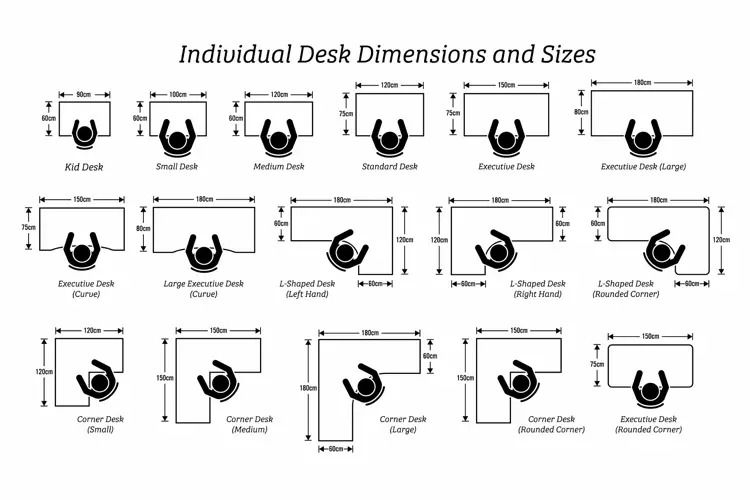 Individual Desk Dimensions and Sizes
90cm
60cm
Kid Desk
100cm
60cm
Small Desk
120cm
60cm
Medium Desk
120cm
75cm
Standard Desk
150cm
75cm
Executive Desk
180cm
80cm
Executive Desk (Large)
150cm
75cm
Executive Desk
(Curve)
180cm
80cm
Large Executive Desk
(Curve)
180cm
60cm
120cm
60cm
L-Shaped Desk
(Left Hand)
180cm
120cm
60cm
60cm
L-Shaped Desk
(Right Hand)
180cm
60cm
120cm
60cm
L-Shaped Desk
(Rounded Corner)
120cm
120cm
Corner Desk
(Small)
150cm
150cm
Corner Desk
(Medium)
180cm
60cm
180cm
60cm
Corner Desk
(Large)
150cm
150cm
Corner Desk
(Rounded Corner)
150cm
75cm
Executive Desk
(Rounded Corner)